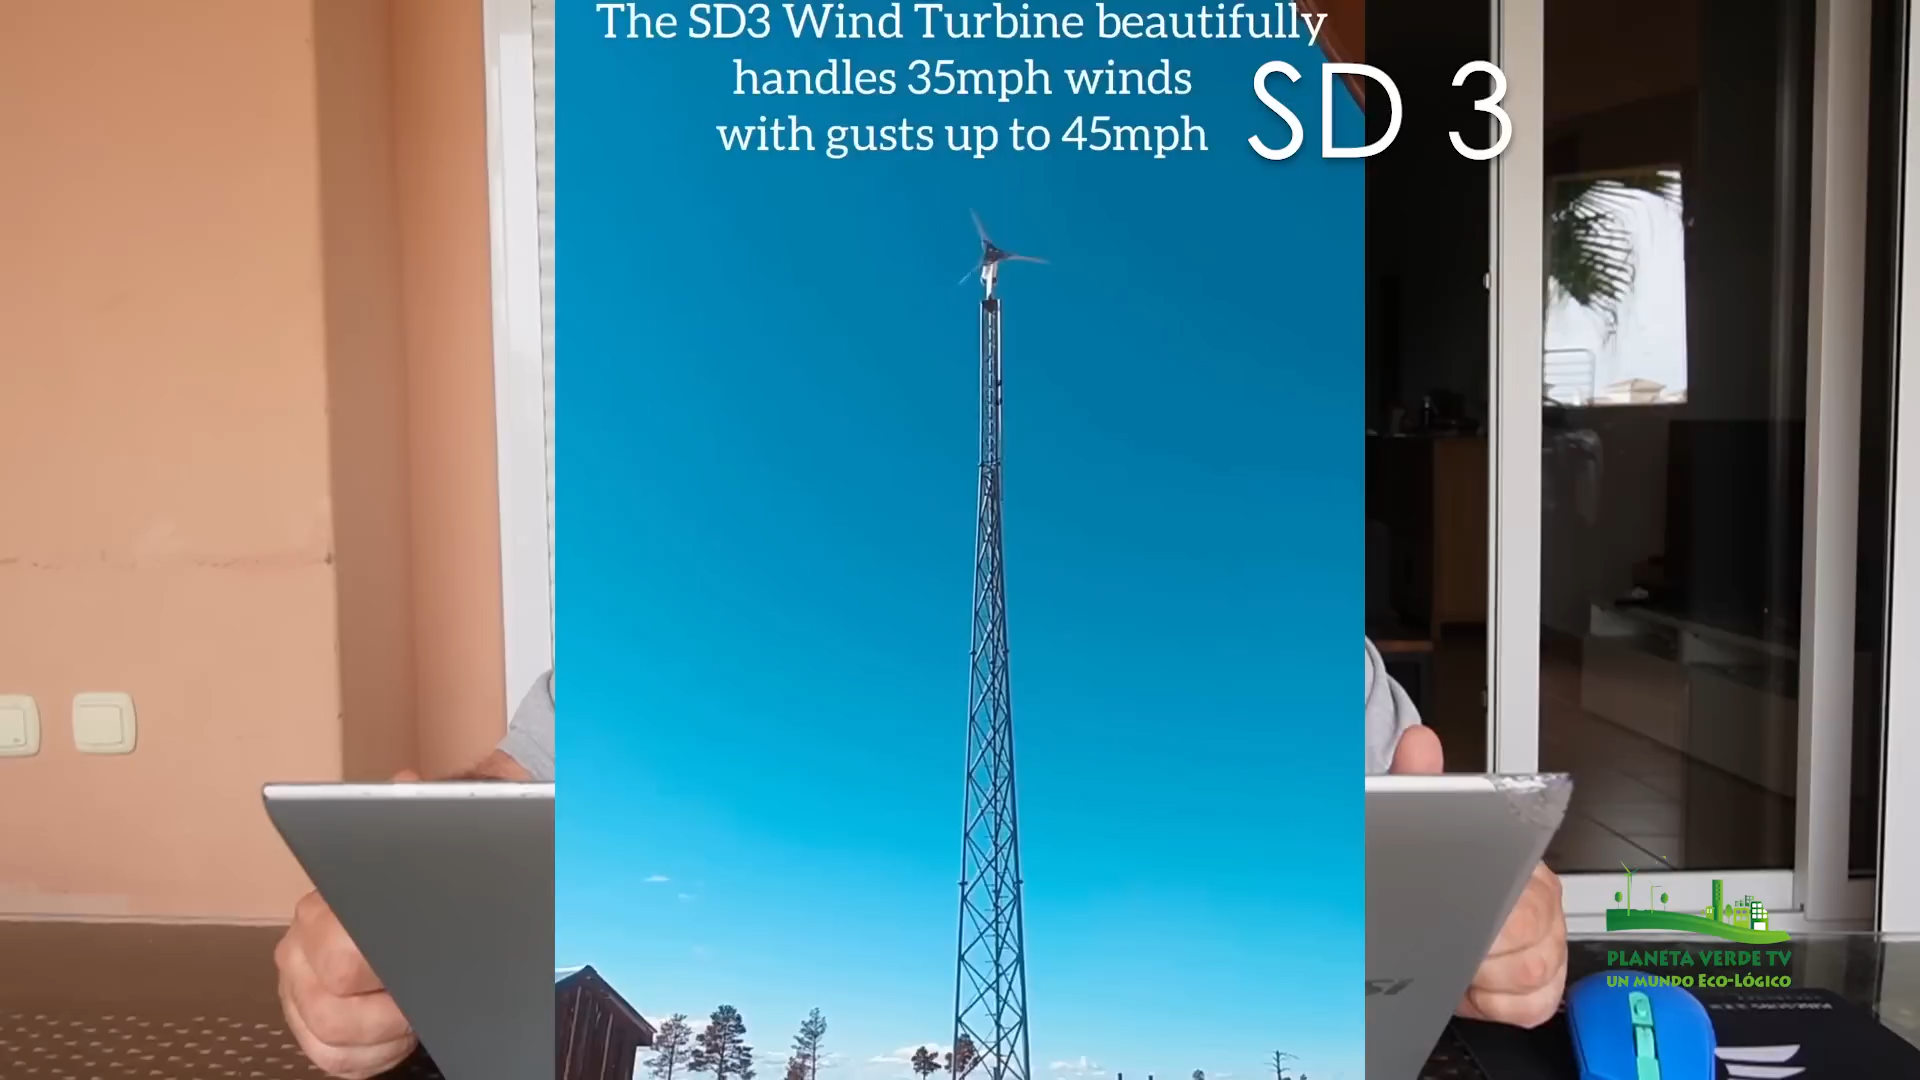 The SD3 Wind Turbine beautifully
handles 35mph winds
with gusts up to 45mph
SD 3
PLANETA VERDE TV
UN MUNDO ECO-LÓGICO